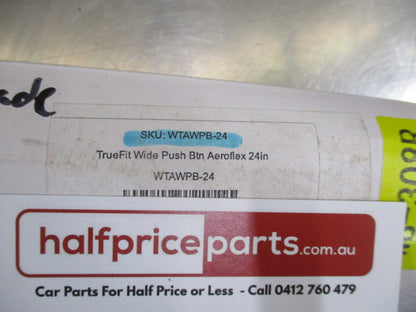 SKU: WTAWPB-24
TrueFit Wide Push Btn Aeroflex 24in
WTAWPB-24
halfpriceparts.com.au
Car Parts For Half Price or Less - Call 0412 760 479